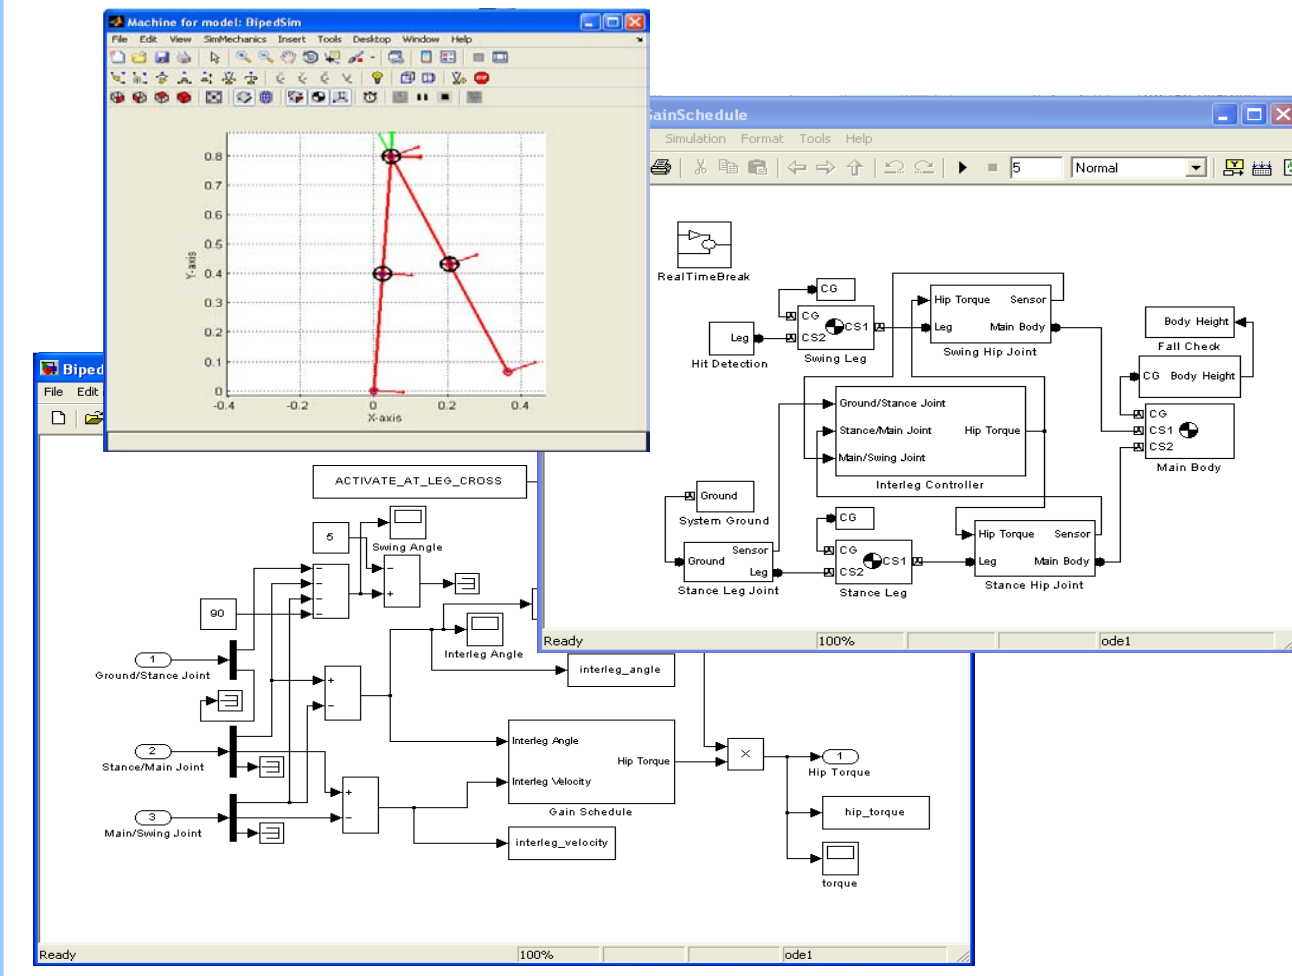 Machine for model: BipedSim
File Edit View SimMechanics Insert Tools Desktop Window Help
0.8
0.7
0.6
0.5
0.4
0.3
0.2
0.1
0
Y-axis
-0.4 -0.2 0 0.2 0.4
X-axis
GainSchedule
Simulation Format Tools Help
5 Normal
RealTimeBreak
CG
CG
CS1
CS2
Swing Leg
Leg
Hit Detection
Hip Torque Sensor
Leg Main Body
Swing Hip Joint
Body Height
Fall Check
CG Body Height
CG
CS1
CS2
Main Body
Ground/Stance Joint
Stance/Main Joint Hip Torque
Main/Swing Joint
Interleg Controller
Ground
System Ground
Sensor
Ground
Leg
Stance Leg Joint
CG
CG
CS1
CS2
Stance Leg
Hip Torque Sensor
Leg Main Body
Stance Hip Joint
Ready 100% ode1
Biped
File Edit
ACTIVATE_AT_LEG_CROSS
5
Swing Angle
90
1
Ground/Stance Joint
Interleg Angle
interleg_angle
2
Stance/Main Joint
3
Main/Swing Joint
Interleg Angle
Hip Torque
Interleg Velocity
Gain Schedule
interleg_velocity
×
1
Hip Torque
hip_torque
torque
Ready 100% ode1